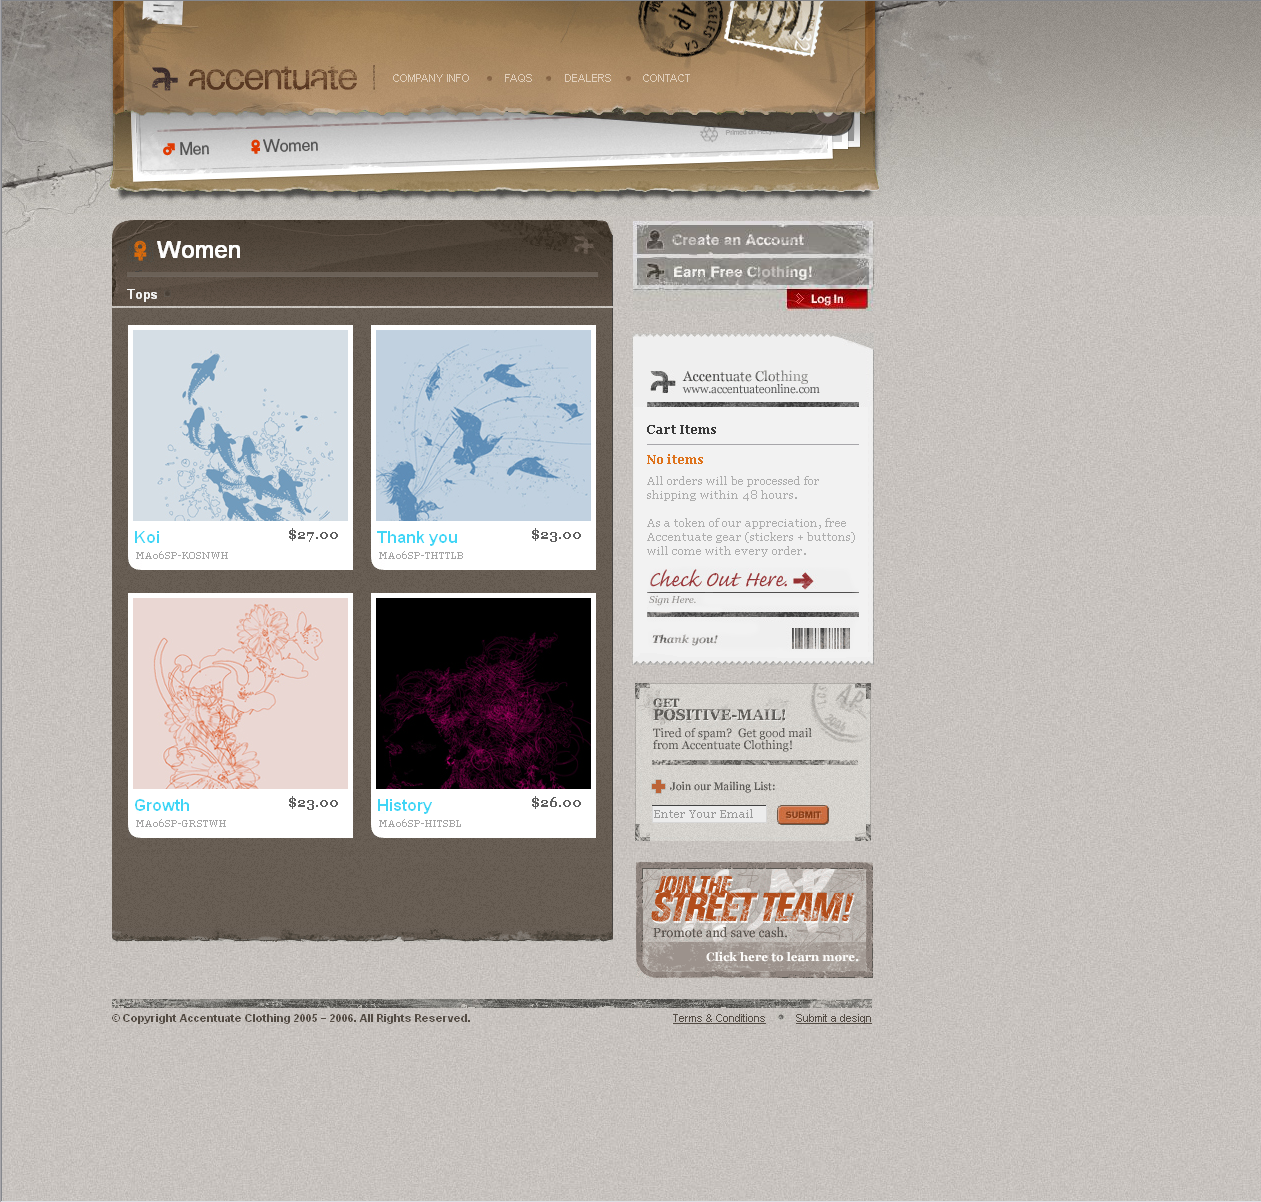 accentuate
COMPANY INFO
FAQS
DEALERS
CONTACT
Men
Women
Women
Tops
Koi
$27.00
MA06SP-KOSNWH
Thank you
$23.00
MA06SP-THTTLB
Growth
$23.00
MA06SP-GRSTWH
History
$26.00
MA06SP-HITSBL
Create an Account
Earn Free Clothing!
Log In
Accentuate Clothing
www.accentuateonline.com
Cart Items
No items
All orders will be processed for
shipping within 48 hours.
As a token of our appreciation, free
Accentuate gear (stickers + buttons)
will come with every order.
Check Out Here.
Sign Here.
Thank you!
GET
POSITIVE-MAIL!
Tired of spam? Get good mail
from Accentuate Clothing!
Join our Mailing List:
Enter Your Email
SUBMIT
JOIN THE
STREET TEAM!
Promote and save cash.
Click here to learn more.
© Copyright Accentuate Clothing 2005 – 2006. All Rights Reserved.
Terms & Conditions
Submit a design